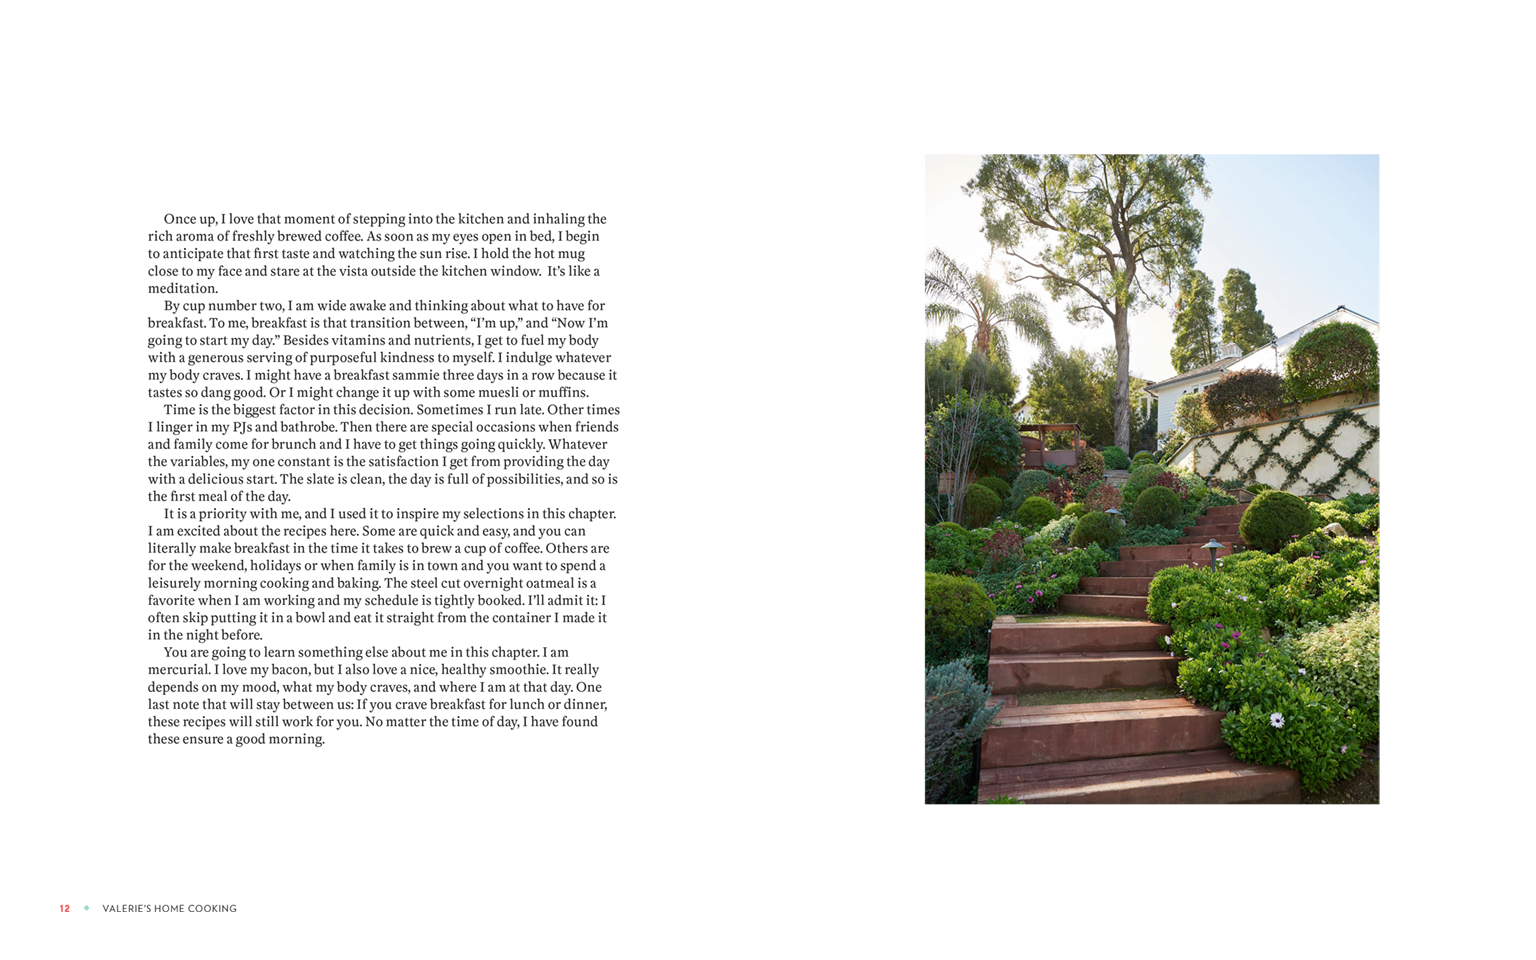 Once up, I love that moment of stepping into the kitchen and inhaling the
rich aroma of freshly brewed coffee. As soon as my eyes open in bed, I begin
to anticipate that first taste and watching the sun rise. I hold the hot mug
close to my face and stare at the vista outside the kitchen window.  It’s like a
meditation.
By cup number two, I am wide awake and thinking about what to have for
breakfast. To me, breakfast is that transition between, “I’m up,” and “Now I’m
going to start my day.” Besides vitamins and nutrients, I get to fuel my body
with a generous serving of purposeful kindness to myself. I indulge whatever
my body craves. I might have a breakfast sammie three days in a row because it
tastes so dang good. Or I might change it up with some muesli or muffins.
Time is the biggest factor in this decision. Sometimes I run late. Other times
I linger in my PJs and bathrobe. Then there are special occasions when friends
and family come for brunch and I have to get things going quickly. Whatever
the variables, my one constant is the satisfaction I get from providing the day
with a delicious start. The slate is clean, the day is full of possibilities, and so is
the first meal of the day.
It is a priority with me, and I used it to inspire my selections in this chapter.
I am excited about the recipes here. Some are quick and easy, and you can
literally make breakfast in the time it takes to brew a cup of coffee. Others are
for the weekend, holidays or when family is in town and you want to spend a
leisurely morning cooking and baking. The steel cut overnight oatmeal is a
favorite when I am working and my schedule is tightly booked. I’ll admit it: I
often skip putting it in a bowl and eat it straight from the container I made it
in the night before.
You are going to learn something else about me in this chapter. I am
mercurial. I love my bacon, but I also love a nice, healthy smoothie. It really
depends on my mood, what my body craves, and where I am at that day. One
last note that will stay between us: If you crave breakfast for lunch or dinner,
these recipes will still work for you. No matter the time of day, I have found
these ensure a good morning.
12 VALERIE’S HOME COOKING